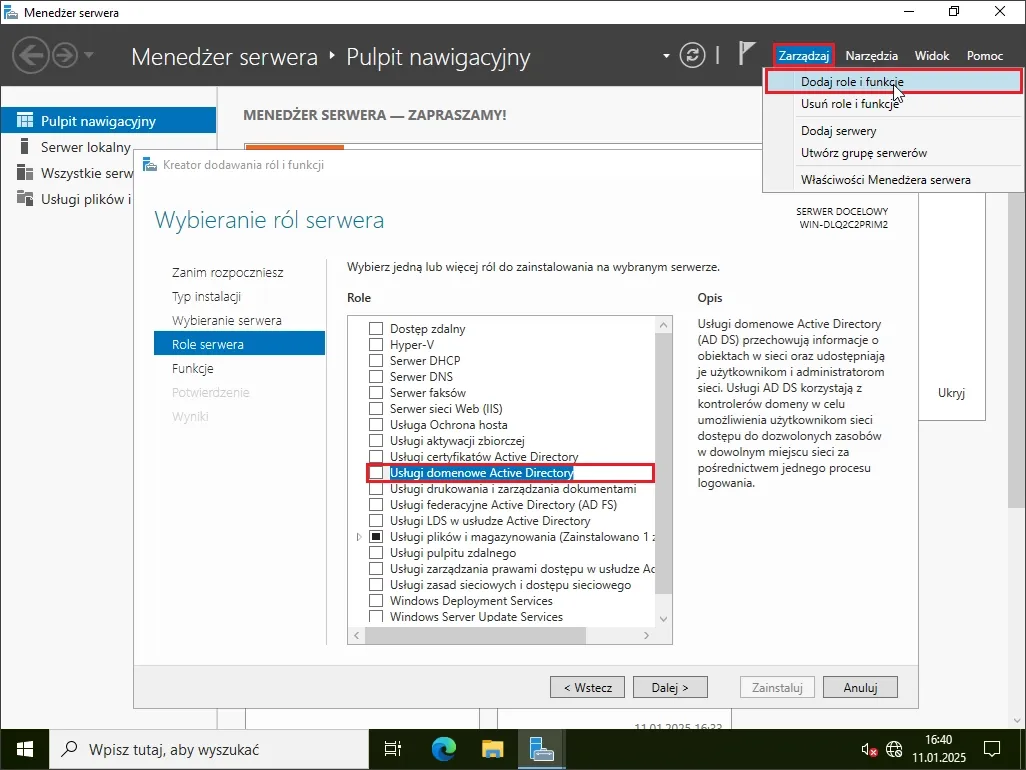 Menedżer serwera
Menedżer serwera ‣ Pulpit nawigacyjny
Zarządzaj Narzędzia Widok Pomoc
Dodaj role i funkcje
Usuń role i funkcje
Dodaj serwery
Utwórz grupę serwerów
Właściwości Menedżera serwera
Pulpit nawigacyjny
Serwer lokalny
Wszystkie serw
Usługi plików i
MENEDŻER SERWERA — ZAPRASZAMY!
Kreator dodawania ról i funkcji
Wybieranie ról serwera
SERWER DOCELOWY
WIN-DLQ2C2PRIM2
Zanim rozpoczniesz
Typ instalacji
Wybieranie serwera
Role serwera
Funkcje
Potwierdzenie
Wyniki
Wybierz jedną lub więcej ról do zainstalowania na wybranym serwerze.
Role
Dostęp zdalny
Hyper-V
Serwer DHCP
Serwer DNS
Serwer faksów
Serwer sieci Web (IIS)
Usługa Ochrona hosta
Usługi aktywacji zbiorczej
Usługi certyfikatów Active Directory
Usługi domenowe Active Directory
Usługi drukowania i zarządzania dokumentami
Usługi federacyjne Active Directory (AD FS)
Usługi LDS w usłudze Active Directory
Usługi plików i magazynowania (Zainstalowano 1 z
Usługi pulpitu zdalnego
Usługi zarządzania prawami dostępu w usłudze Ac
Usługi zasad sieciowych i dostępu sieciowego
Windows Deployment Services
Windows Server Update Services
Opis
Usługi domenowe Active Directory
(AD DS) przechowują informacje o
obiektach w sieci oraz udostępniają
je użytkownikom i administratorom
sieci. Usługi AD DS korzystają z
kontrolerów domeny w celu
umożliwienia użytkownikom sieci
dostępu do dozwolonych zasobów
w dowolnym miejscu sieci za
pośrednictwem jednego procesu
logowania.
Ukryj
< Wstecz Dalej > Zainstaluj Anuluj
11.01.2025 16:33
Wpisz tutaj, aby wyszukać
16:40
11.01.2025